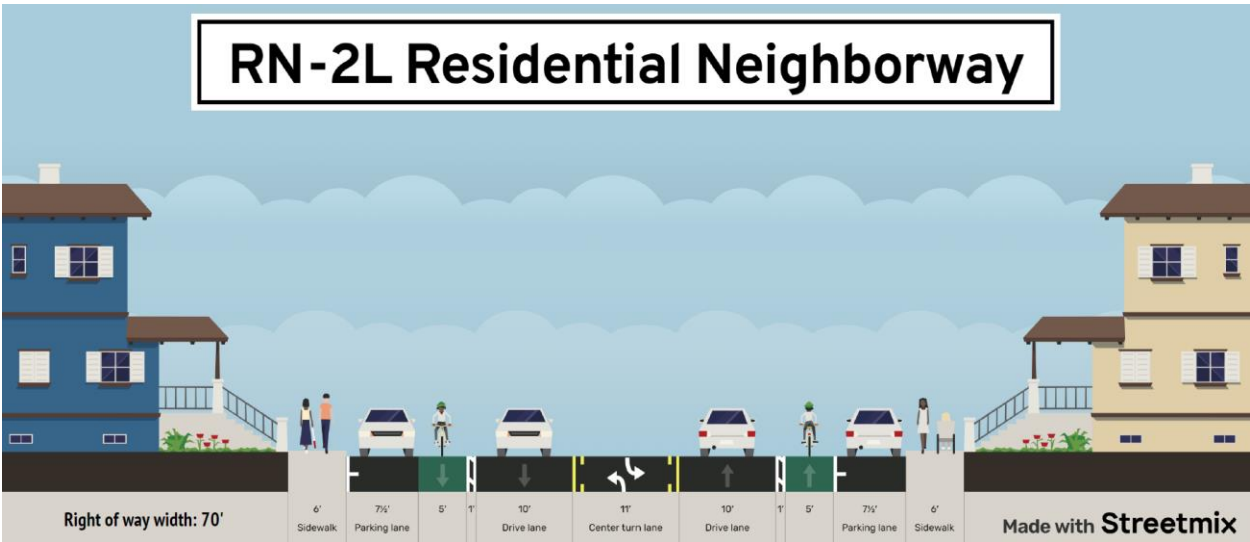 RN-2L Residential Neighborway
Right of way width: 70'
6'
Sidewalk
7½'
Parking lane
5'
1'
10'
Drive lane
11'
Center turn lane
10'
Drive lane
1'
5'
7½'
Parking lane
6'
Sidewalk
Made with Streetmix